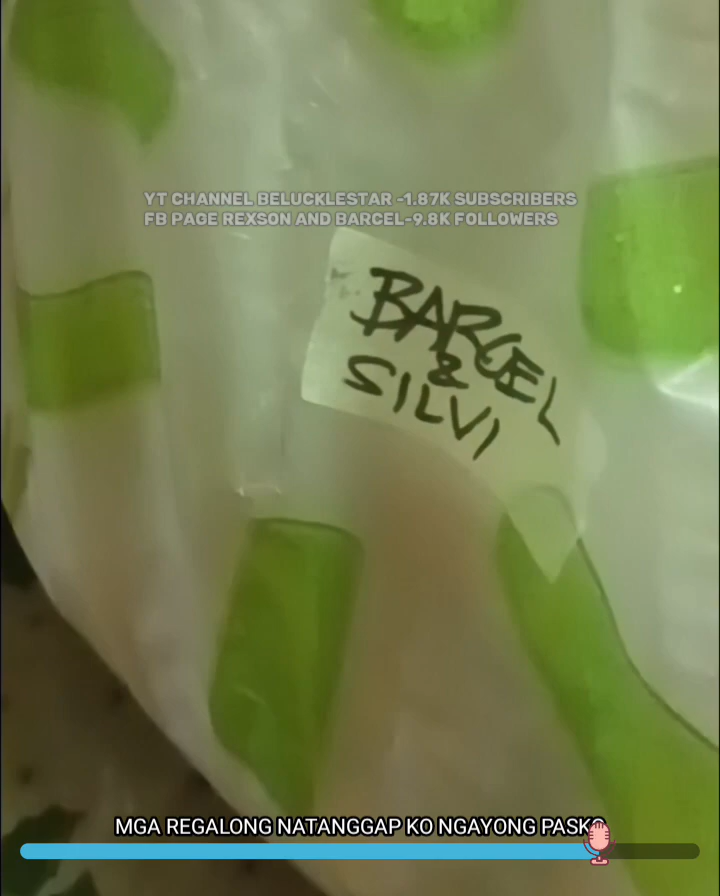 YT CHANNEL BELUCKLESTAR -1.87K SUBSCRIBERS
FB PAGE REXSON AND BARCEL-9.8K FOLLOWERS
BARCEL
&
SILVI
MGA REGALONG NATANGGAP KO NGAYONG PASKO